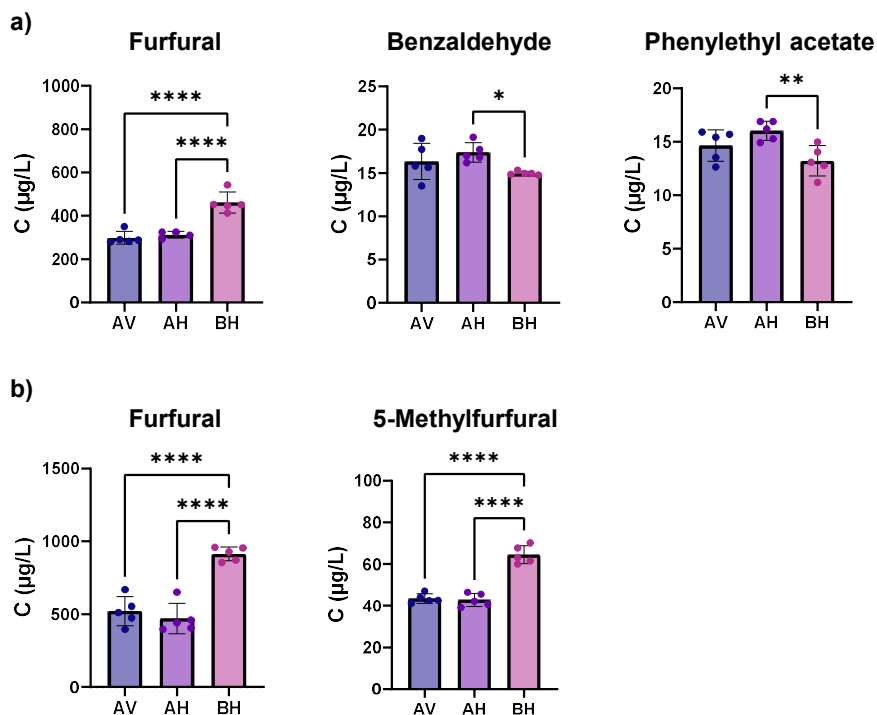 a)
Furfural
Benzaldehyde
Phenylethyl acetate
C (µg/L)
1000
800
600
400
200
0
****
****
AV AH BH
C (µg/L)
25
20
15
10
5
0
*
AV AH BH
C (µg/L)
20
15
10
5
0
**
AV AH BH
b)
Furfural
5-Methylfurfural
C (µg/L)
1500
1000
500
0
****
****
AV AH BH
C (µg/L)
100
80
60
40
20
0
****
****
AV AH BH